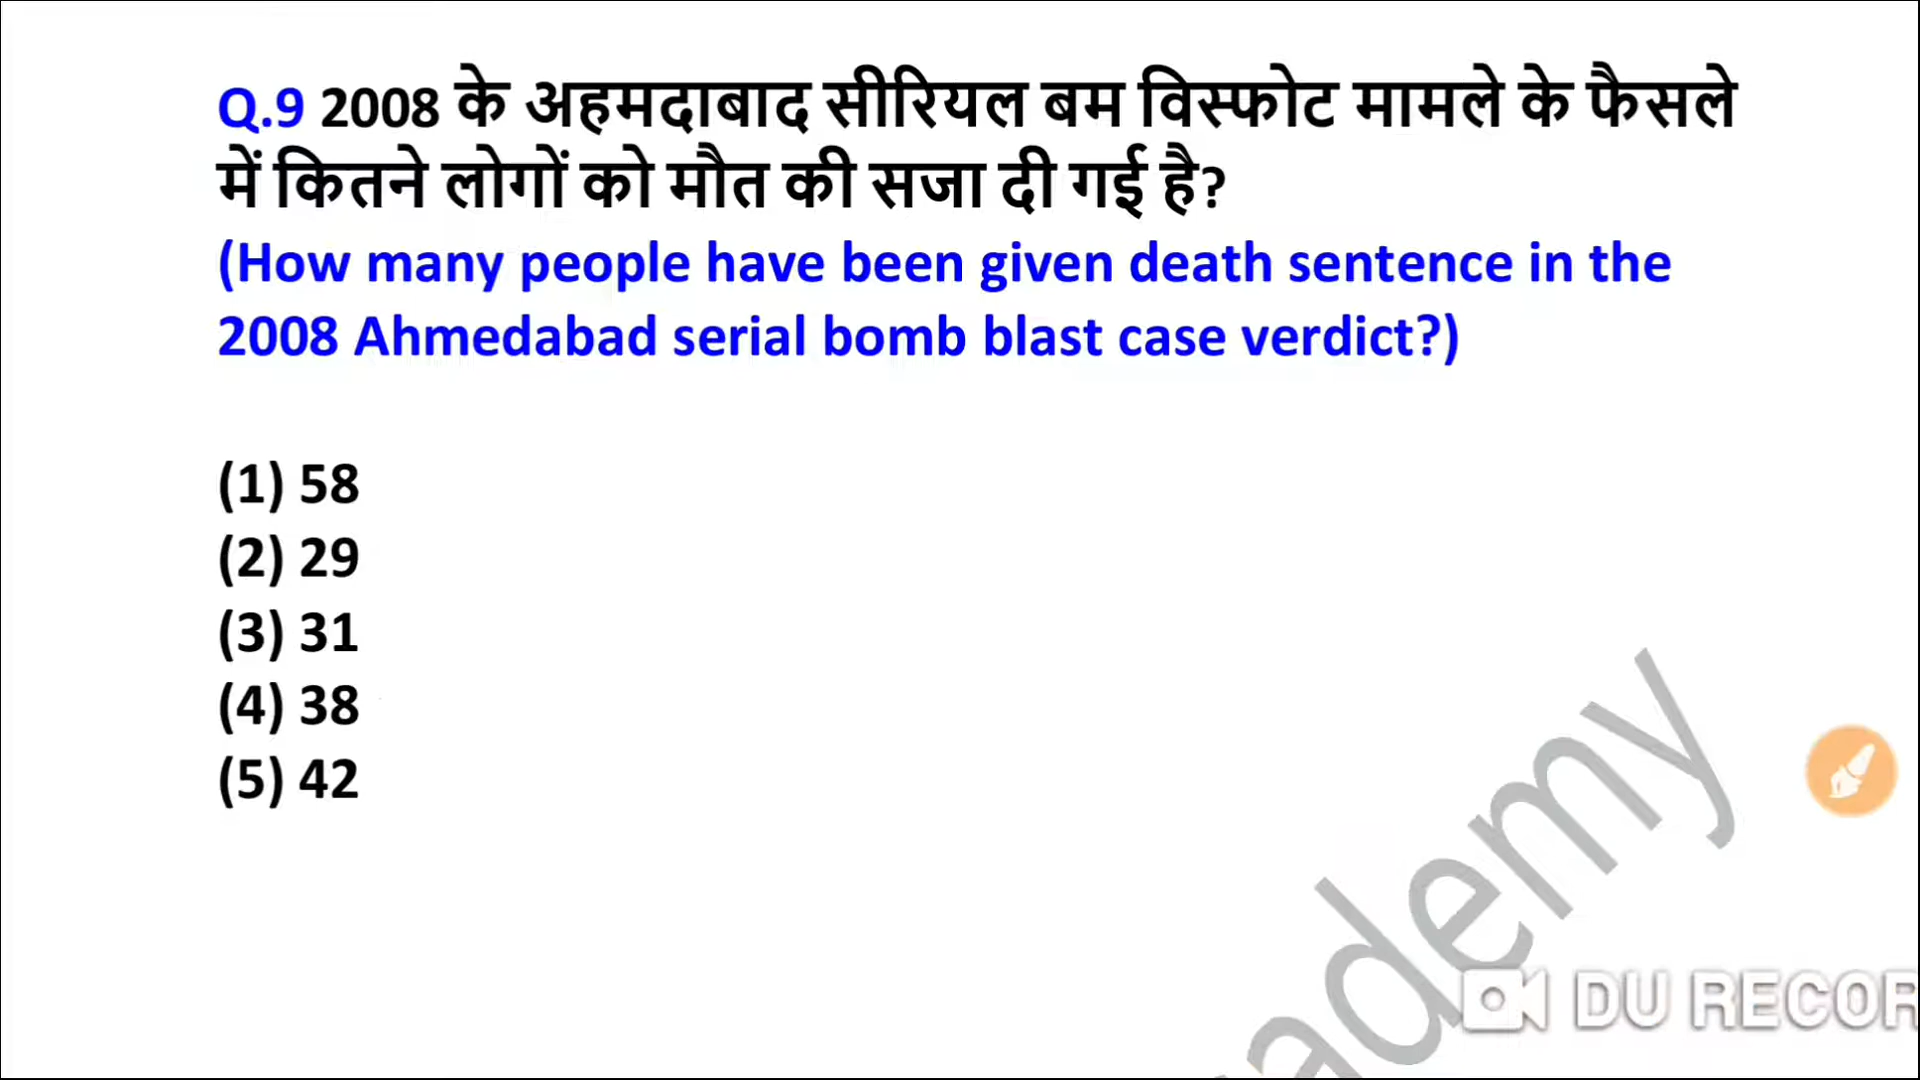 Q.9 2008 के अहमदाबाद सीरियल बम विस्फोट मामले के फैसले
में कितने लोगों को मौत की सजा दी गई है?
(How many people have been given death sentence in the
2008 Ahmedabad serial bomb blast case verdict?)
(1) 58
(2) 29
(3) 31
(4) 38
(5) 42
ademy
DU RECOR